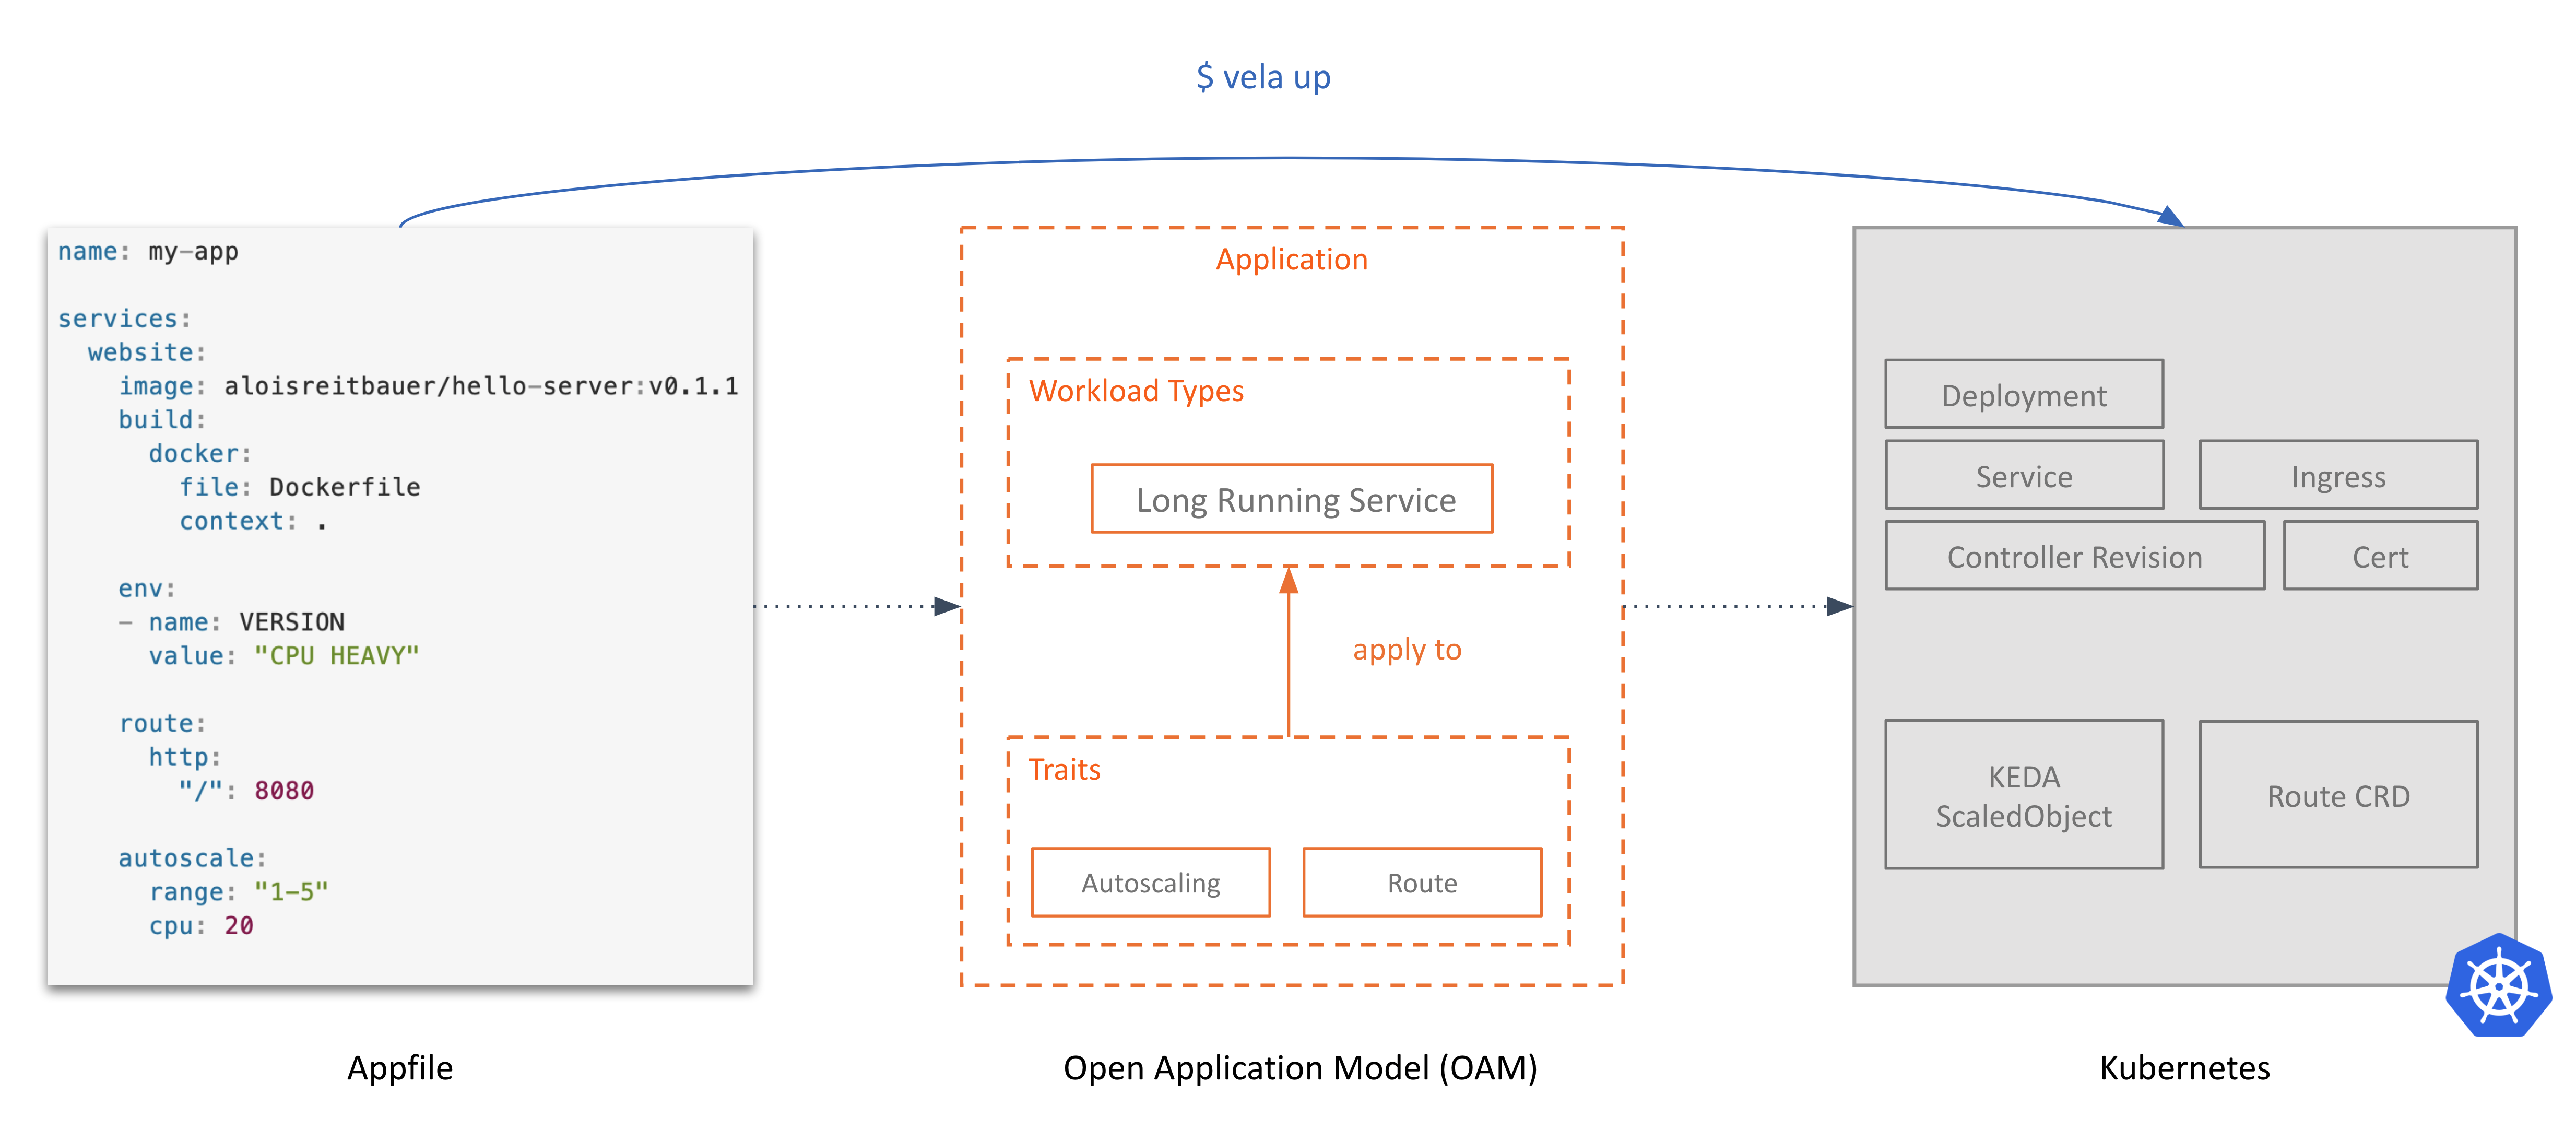 $ vela up
name: my-app
services:
website:
image: aloisreitbauer/hello-server:v0.1.1
build:
docker:
file: Dockerfile
context: .
env:
- name: VERSION
value: "CPU HEAVY"
route:
http:
"/": 8080
autoscale:
range: "1-5"
cpu: 20
Appfile
Application
Workload Types
Long Running Service
apply to
Traits
Autoscaling
Route
Open Application Model (OAM)
Deployment
Service
Ingress
Controller Revision
Cert
KEDA
ScaledObject
Route CRD
Kubernetes